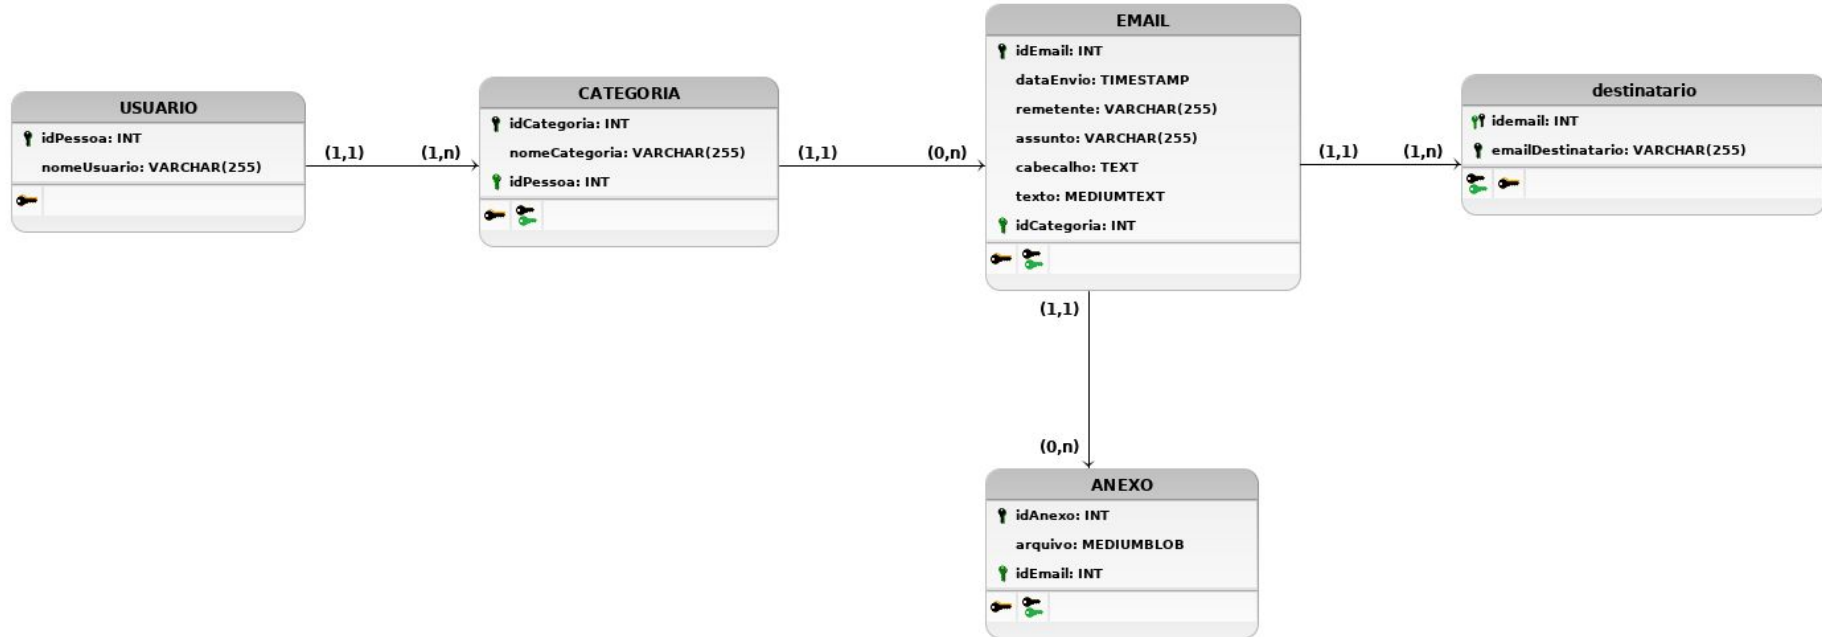 USUARIO
idPessoa: INT
nomeUsuario: VARCHAR(255)
(1,1)
(1,n)
CATEGORIA
idCategoria: INT
nomeCategoria: VARCHAR(255)
idPessoa: INT
(1,1)
(0,n)
EMAIL
idEmail: INT
dataEnvio: TIMESTAMP
remetente: VARCHAR(255)
assunto: VARCHAR(255)
cabecalho: TEXT
texto: MEDIUMTEXT
idCategoria: INT
(1,1)
(1,n)
destinatario
idemail: INT
emailDestinatario: VARCHAR(255)
(1,1)
(0,n)
ANEXO
idAnexo: INT
arquivo: MEDIUMBLOB
idEmail: INT